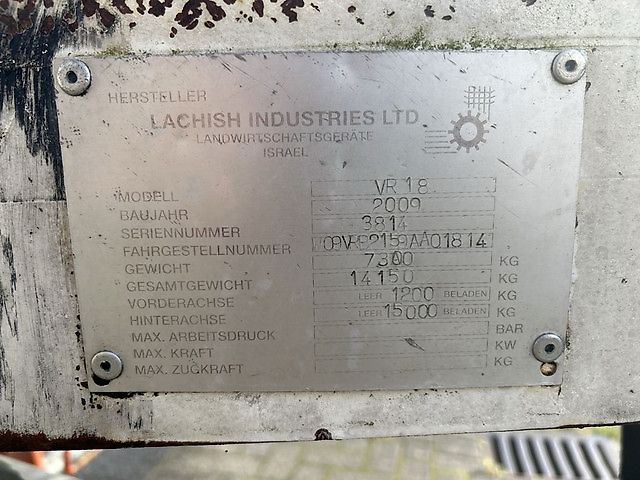 HERSTELLER
LACHISH INDUSTRIES LTD
LANDWIRTSCHAFTSGERÄTE
ISRAEL
MODELL VR 18
BAUJAHR 2009
SERIENNUMMER 3814
FAHRGESTELLNUMMER
GEWICHT 7300 KG
GESAMTGEWICHT 14150 KG
VORDERACHSE LEER 1200 BELADEN KG
HINTERACHSE LEER 15000 BELADEN KG
MAX. ARBEITSDRUCK BAR
MAX. KRAFT KW
MAX. ZUGKRAFT KG